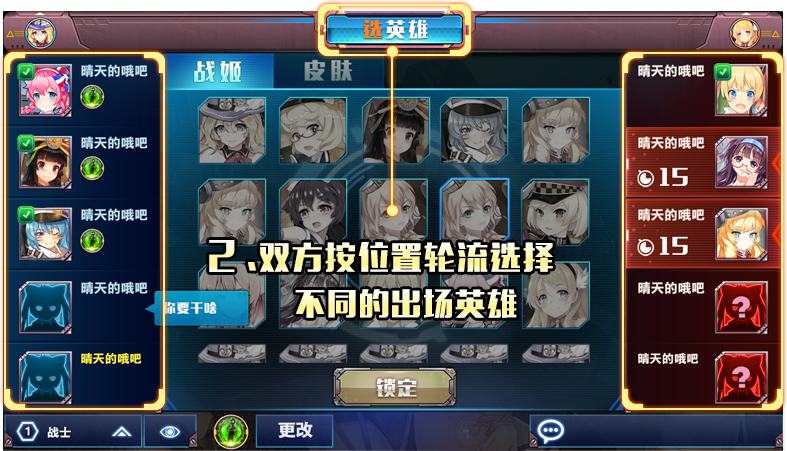 选英雄
晴天的哦吧
晴天的哦吧
晴天的哦吧
晴天的哦吧
晴天的哦吧
战姬
皮肤
你要干啥
2、双方按位置轮流选择
不同的出场英雄
锁定
晴天的哦吧
晴天的哦吧
15
晴天的哦吧
15
晴天的哦吧
?
晴天的哦吧
?
1
战士
更改